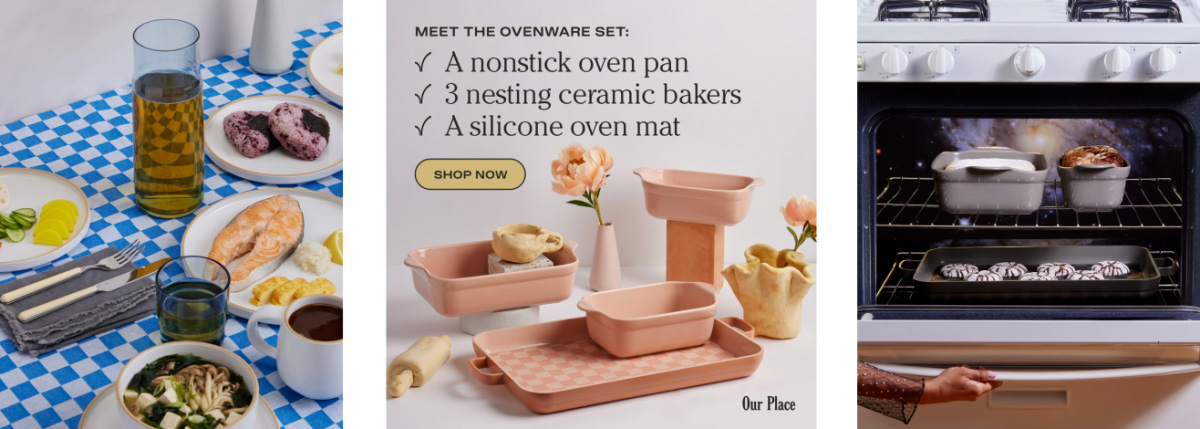 MEET THE OVENWARE SET:
✓ A nonstick oven pan
✓ 3 nesting ceramic bakers
✓ A silicone oven mat
SHOP NOW
Our Place